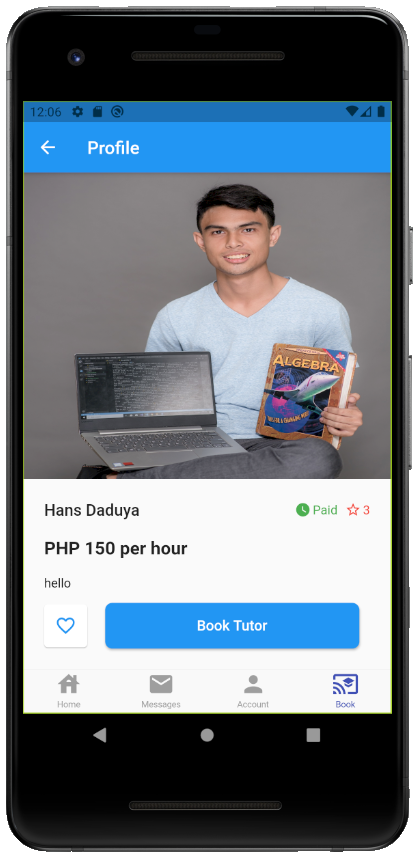 12:06
Profile
ALGEBRA
Hans Daduya
Paid
3
PHP 150 per hour
hello
Book Tutor
Home
Messages
Account
Book